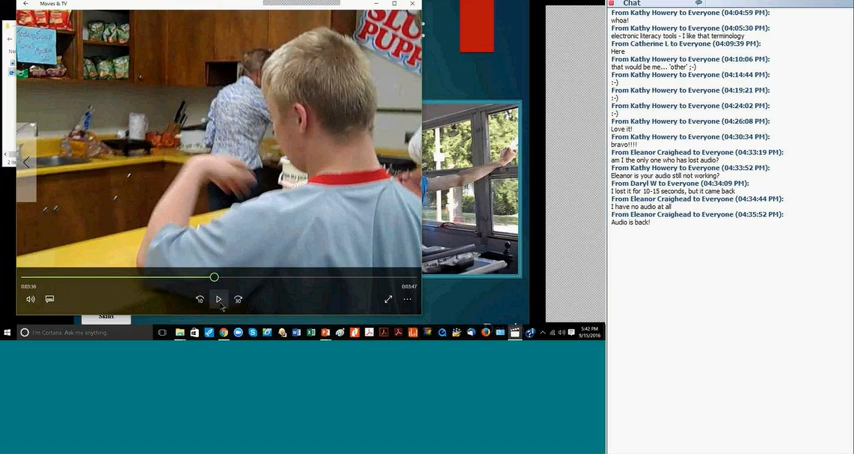 Movies & TV
SLU
PUPP
0:03:36
0:03:47
10
30
Skills
I'm Cortana. Ask me anything.
5:42 PM
9/15/2016
Chat
From Kathy Howery to Everyone (04:04:59 PM):
whoa!
From Kathy Howery to Everyone (04:05:30 PM):
electronic literacy tools - I like that terminology
From Catherine L to Everyone (04:09:39 PM):
Here
From Kathy Howery to Everyone (04:10:06 PM):
that would be me... 'other' ;-)
From Kathy Howery to Everyone (04:14:44 PM):
:-)
From Kathy Howery to Everyone (04:19:21 PM):
:-)
From Kathy Howery to Everyone (04:24:02 PM):
:-)
From Kathy Howery to Everyone (04:26:08 PM):
Love it!
From Kathy Howery to Everyone (04:30:34 PM):
bravo!!!!
From Eleanor Craighead to Everyone (04:33:19 PM):
am I the only one who has lost audio?
From Kathy Howery to Everyone (04:33:52 PM):
Eleanor is your audio still not working?
From Daryl W to Everyone (04:34:09 PM):
I lost it for 10-15 seconds, but it came back
From Eleanor Craighead to Everyone (04:34:44 PM):
I have no audio at all
From Eleanor Craighead to Everyone (04:35:52 PM):
Audio is back!